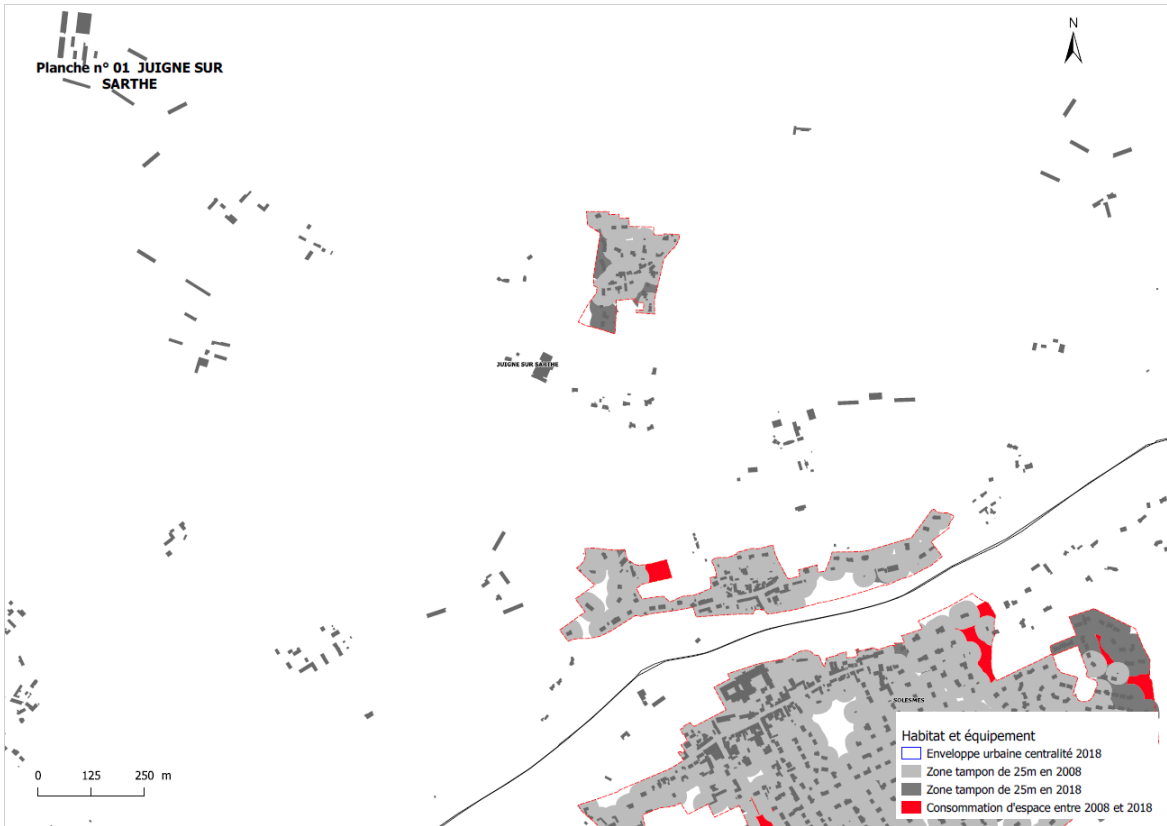 N
Planche n° 01 JUIGNE SUR
SARTHE
JUIGNE SUR SARTHE
SOLESMES
Habitat et équipement
Enveloppe urbaine centralité 2018
Zone tampon de 25m en 2008
Zone tampon de 25m en 2018
Consommation d'espace entre 2008 et 2018
0 125 250 m